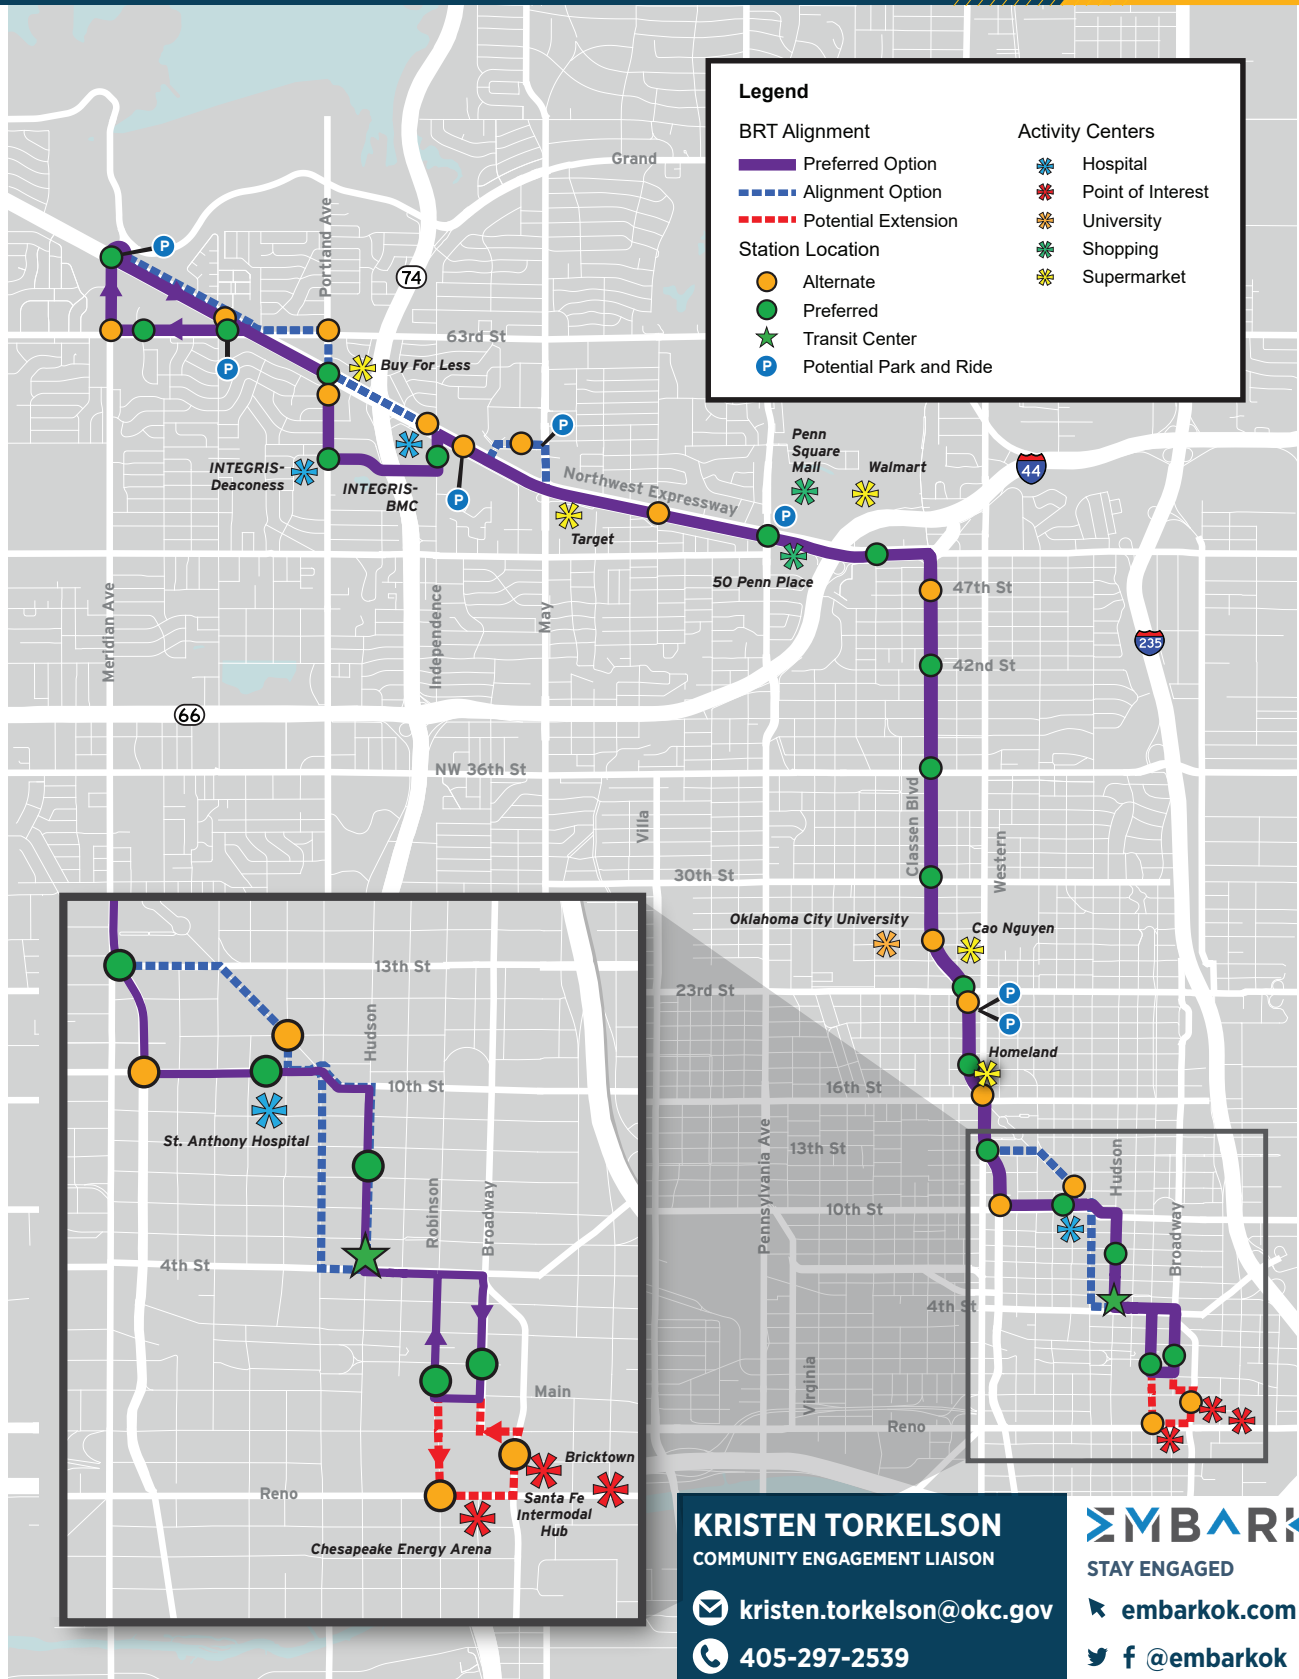 Legend
BRT Alignment
Preferred Option
Alignment Option
Potential Extension
Station Location
Alternate
Preferred
Transit Center
P Potential Park and Ride
Activity Centers
Hospital
Point of Interest
University
Shopping
Supermarket
Grand
Portland Ave
74
P
63rd St
P
Buy For Less
P
INTEGRIS-
Deaconess
INTEGRIS-
BMC
P
Northwest Expressway
Target
Penn
Square
Mall
Walmart
44
P
50 Penn Place
47th St
Meridian Ave
Independence
May
235
42nd St
66
NW 36th St
Villa
Classen Blvd
Western
30th St
Oklahoma City University
Cao Nguyen
23rd St
P
P
Homeland
16th St
Pennsylvania Ave
13th St
Hudson
10th St
Broadway
4th St
Virginia
Reno
13th St
Hudson
10th St
St. Anthony Hospital
Robinson
Broadway
4th St
Main
Bricktown
Reno
Santa Fe
Intermodal
Hub
Chesapeake Energy Arena
KRISTEN TORKELSON
COMMUNITY ENGAGEMENT LIAISON
kristen.torkelson@okc.gov
405-297-2539
EMBARK
STAY ENGAGED
embarkok.com
@embarkok